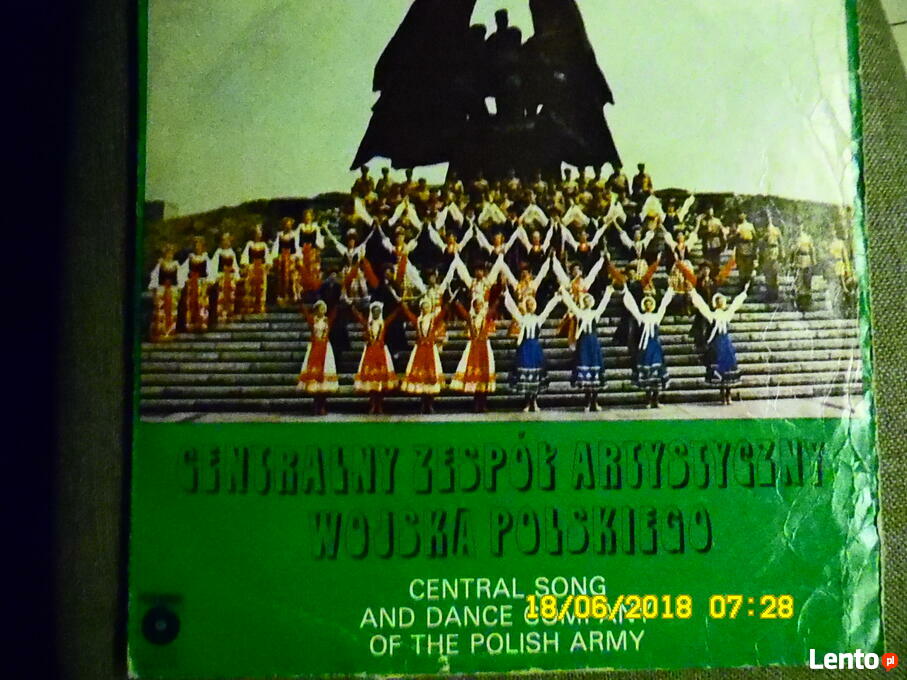 CENTRALNY ZESPÓŁ ARTYSTYCZNY
WOJSKA POLSKIEGO
CENTRAL SONG
AND DANCE COMPANY
18/06/2018 07:28
OF THE POLISH ARMY
Lento pl